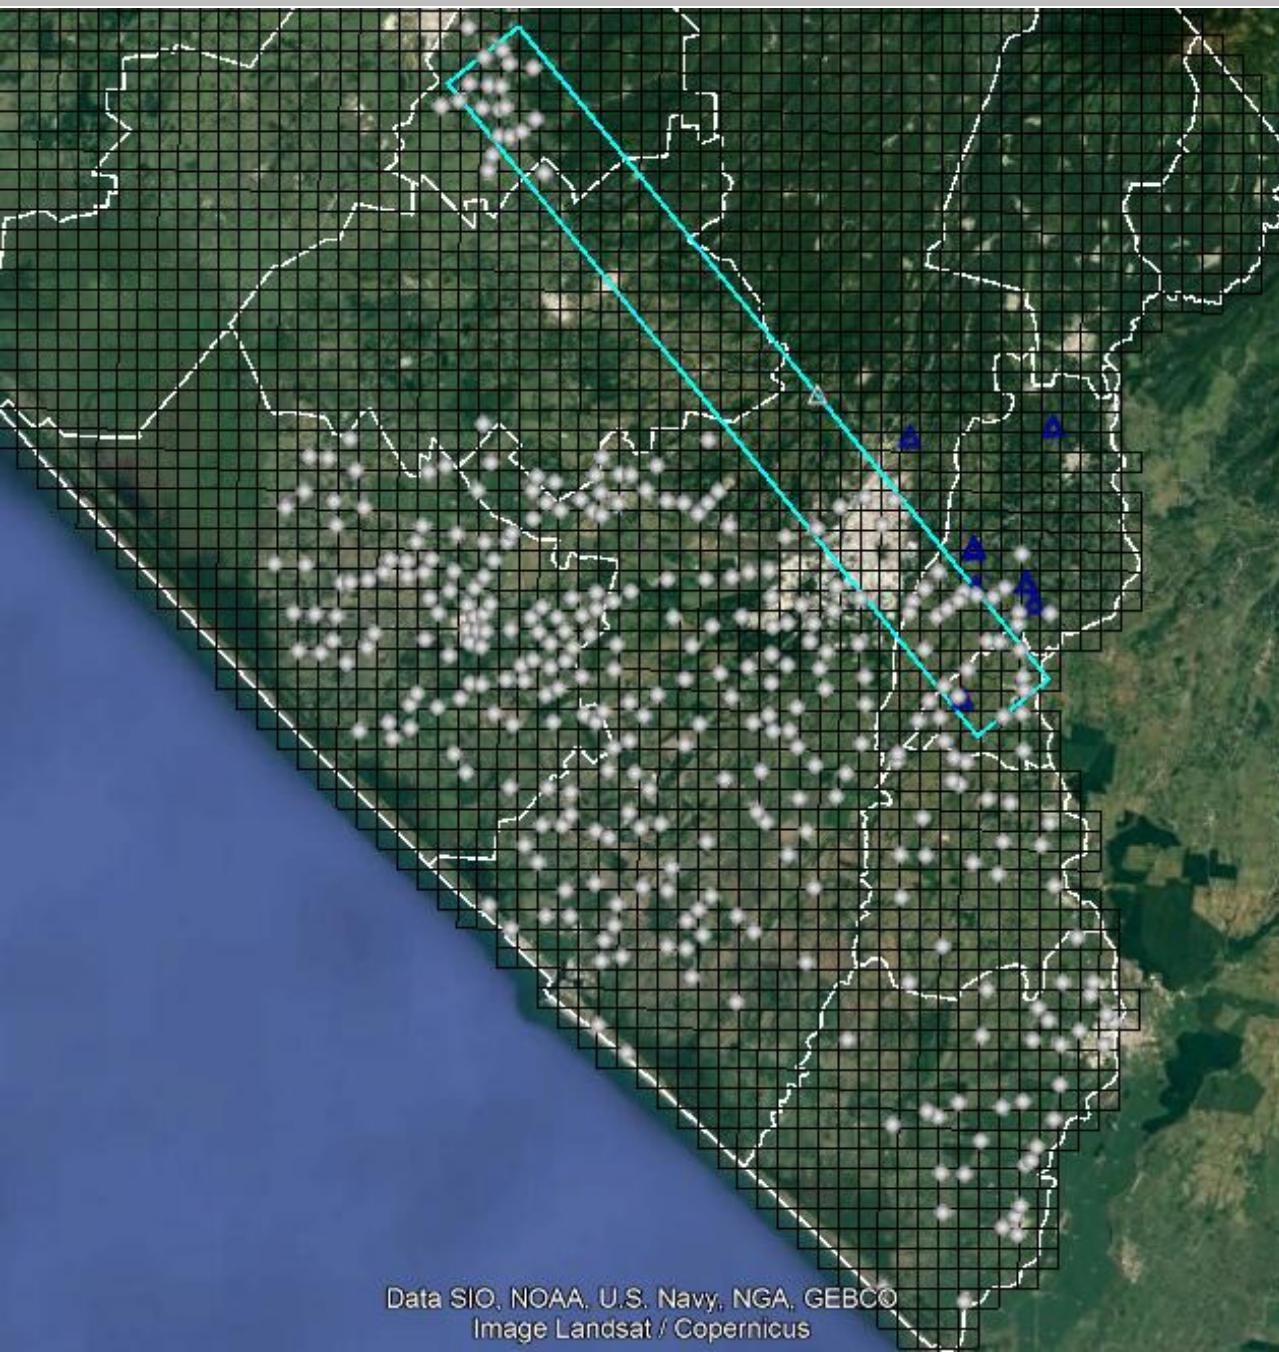 Data SIO, NOAA, U.S. Navy, NGA, GEBCO
Image Landsat / Copernicus